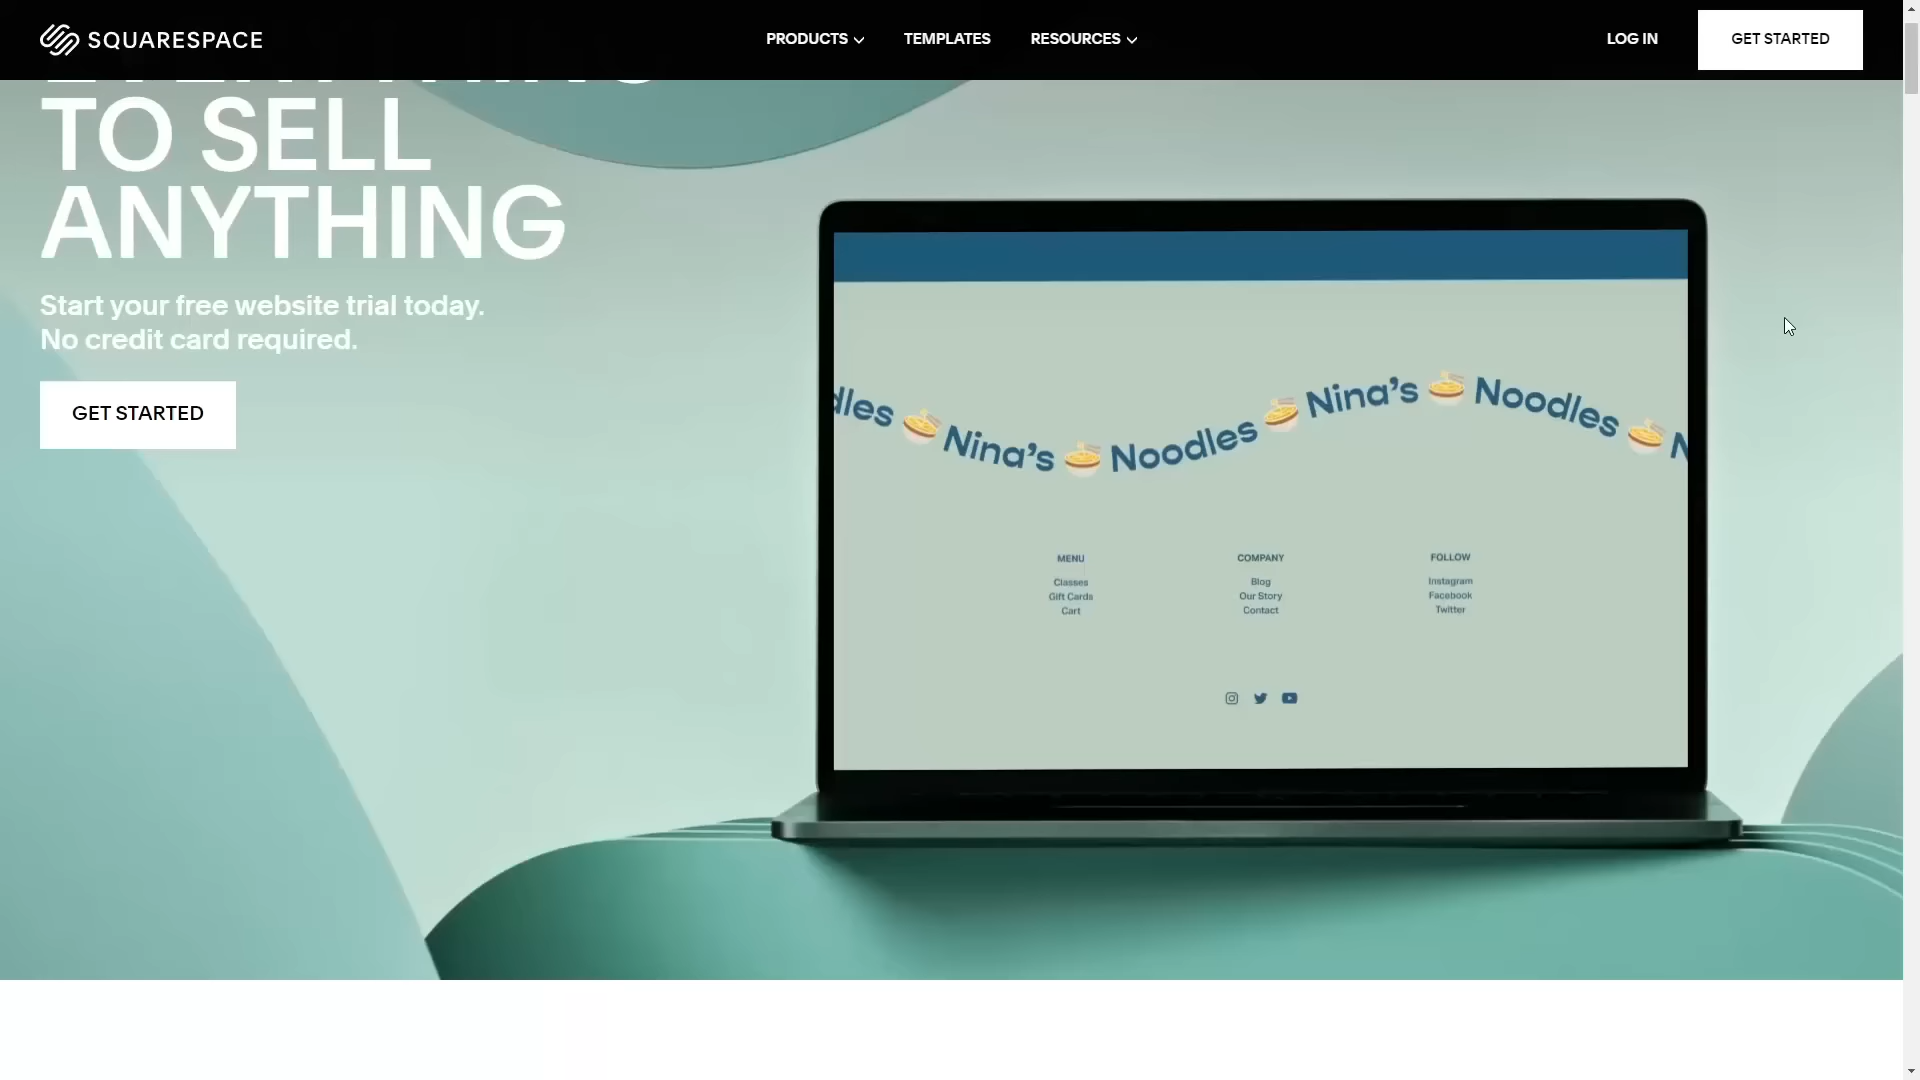 SQUARESPACE
PRODUCTS
TEMPLATES
RESOURCES
LOG IN
GET STARTED
TO SELL
ANYTHING
Start your free website trial today.
No credit card required.
GET STARTED
Nina's Noodles Nina's Noodles
MENU
Classes
Gift Cards
Cart
COMPANY
Blog
Our Story
Contact
FOLLOW
Instagram
Facebook
Twitter